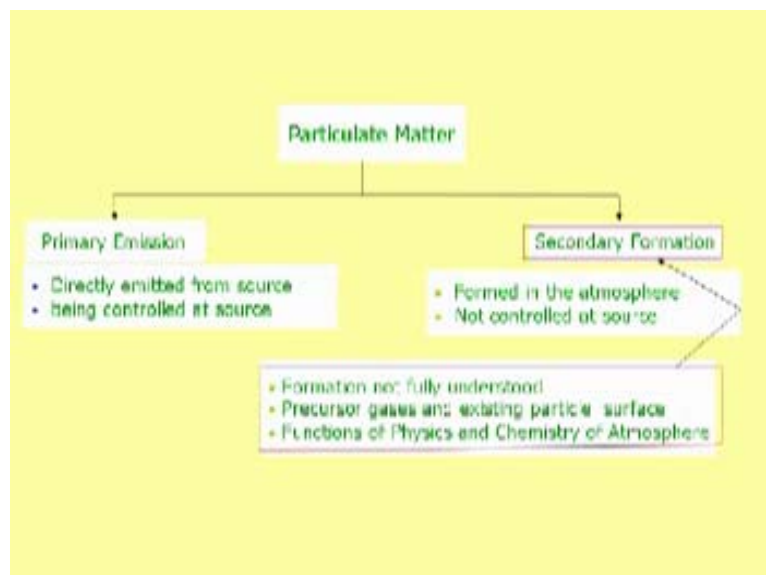 Particulate Matter
Primary Emission
• Directly emitted from source
• being controlled at source
Secondary Formation
• Formed in the atmosphere
• Not controlled at source
• Formation not fully understood
• Precursor gases and existing particle surface
• Functions of Physics and Chemistry of Atmosphere